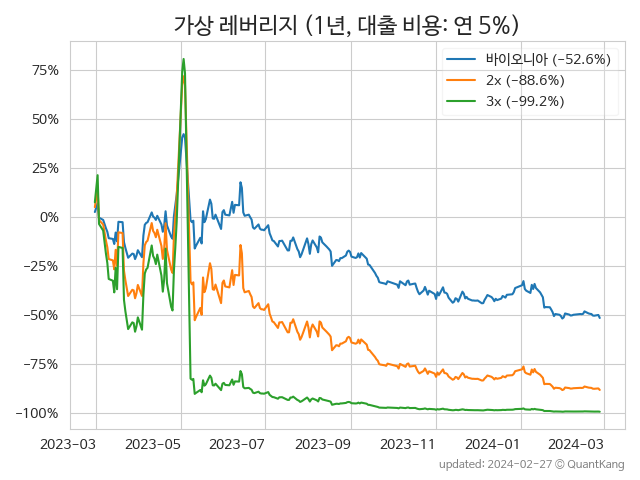 가상 레버리지 (1년, 대출 비용: 연 5%)
바이오니아 (−52.6%)
2x (−88.6%)
3x (−99.2%)
75%
50%
25%
0%
−25%
−50%
−75%
−100%
2023-03 2023-05 2023-07 2023-09 2023-11 2024-01 2024-03
updated: 2024-02-27 © QuantKang